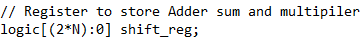 // Register to store Adder sum and multipiler
logic[(2*N):0] shift_reg;